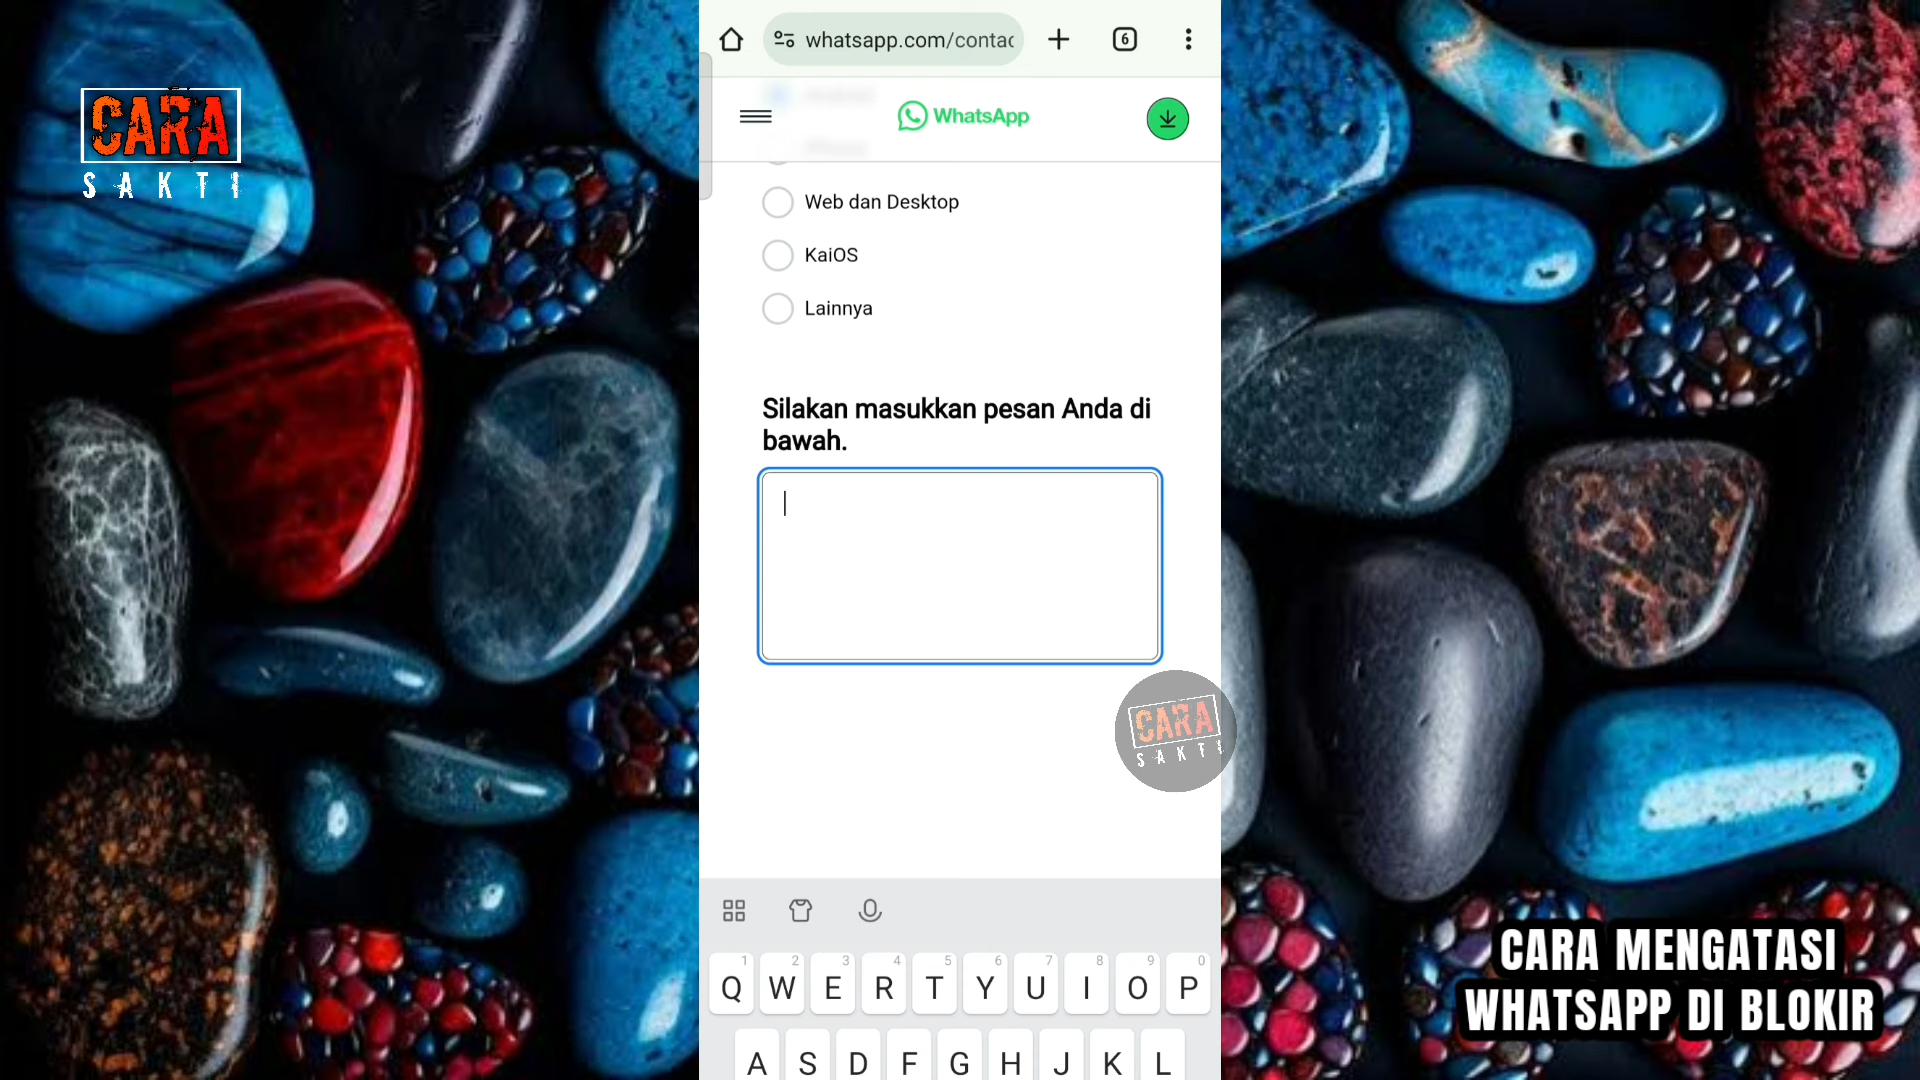 CARA
SAKTI
6
whatsapp.com/contac
WhatsApp
Web dan Desktop
KaiOS
Lainnya
Silakan masukkan pesan Anda di
bawah.
CARA
SAKTI
1 2 3 4 5 6 7 8 9 0
Q W E R T Y U I O P
A S D F G H J K L
CARA MENGATASI
WHATSAPP DI BLOKIR